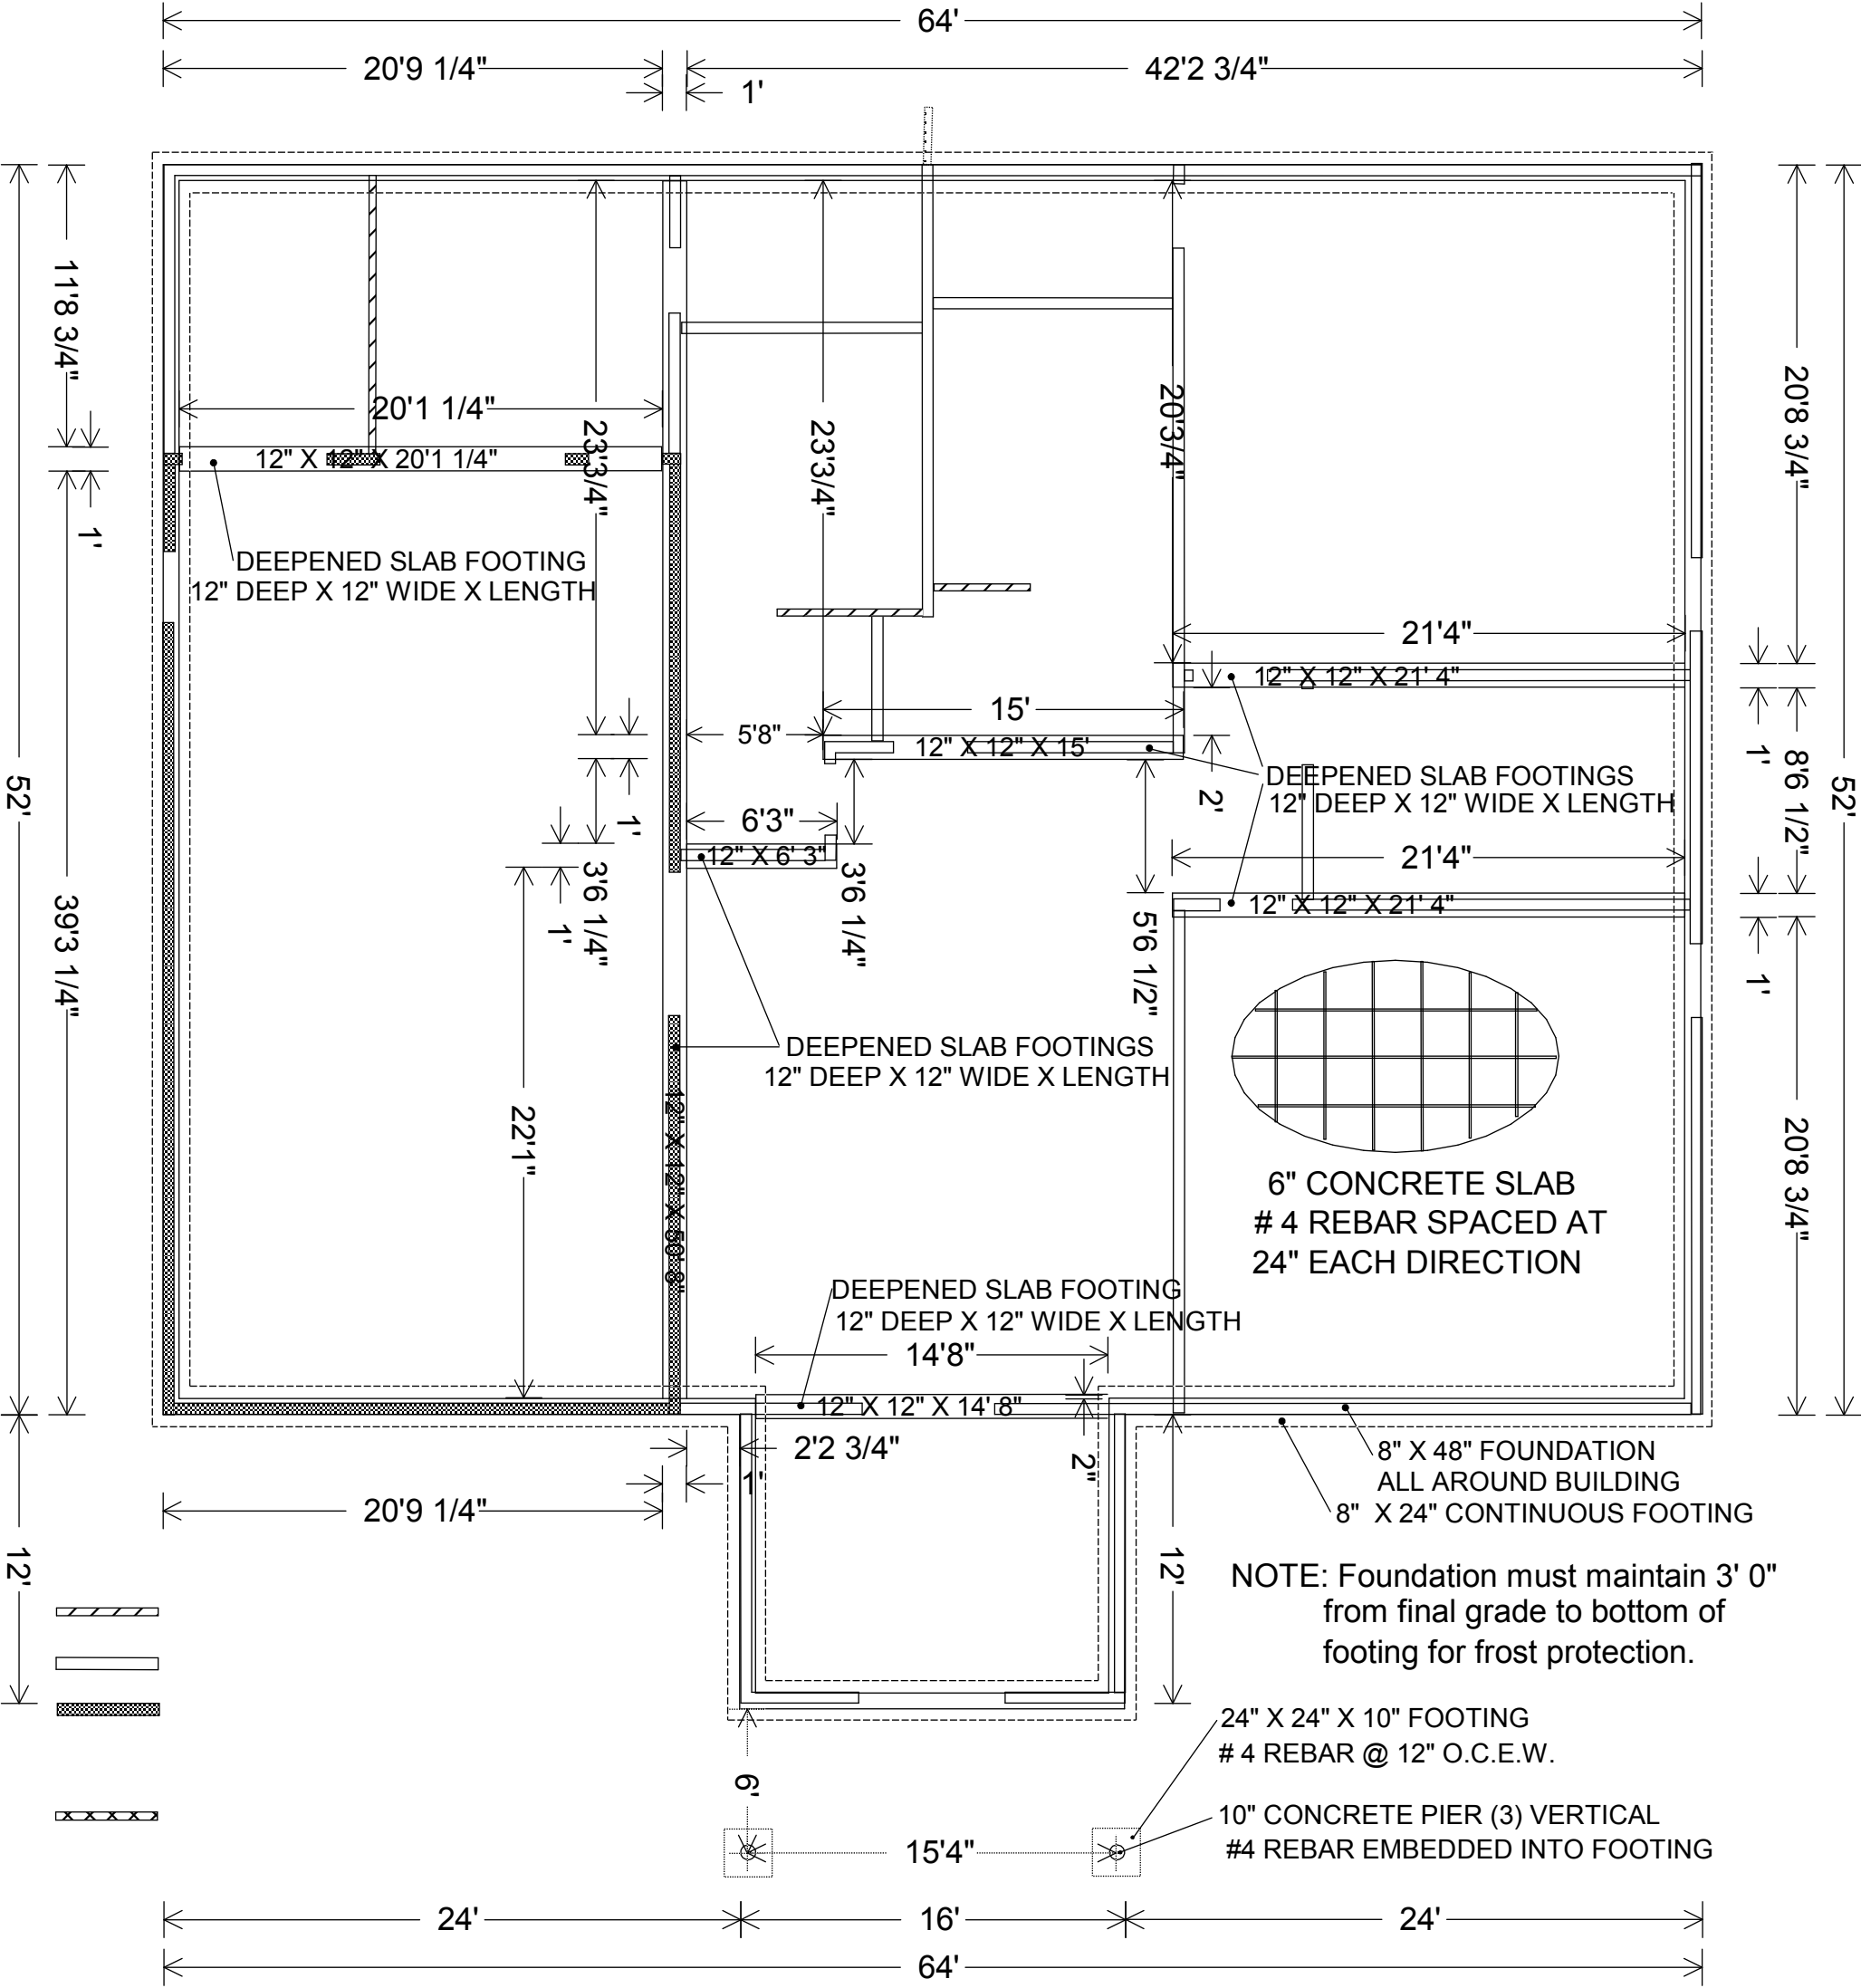 64'
20'9 1/4"
42'2 3/4"
1'
11'8 3/4"
20'8 3/4"
20'1 1/4"
23'3/4"
23'3/4"
20'3/4"
12" X 12" X 20'1 1/4"
1'
DEEPENED SLAB FOOTING
12" DEEP X 12" WIDE X LENGTH
21'4"
12" X 12" X 21' 4"
15'
5'8"
12" X 12" X 15'
1'
8'6 1/2"
52'
52'
DEEPENED SLAB FOOTINGS
12" DEEP X 12" WIDE X LENGTH
2'
1'
6'3"
12" X 6' 3"
21'4"
12" X 12" X 21' 4"
3'6 1/4"
3'6 1/4"
1'
5'6 1/2"
1'
39'3 1/4"
DEEPENED SLAB FOOTINGS
12" DEEP X 12" WIDE X LENGTH
22'1"
12" X 12" X 50' 8"
20'8 3/4"
6" CONCRETE SLAB
# 4 REBAR SPACED AT
24" EACH DIRECTION
DEEPENED SLAB FOOTING
12" DEEP X 12" WIDE X LENGTH
14'8"
12" X 12" X 14' 8"
2'2 3/4"
2"
1'
20'9 1/4"
8" X 48" FOUNDATION
ALL AROUND BUILDING
8" X 24" CONTINUOUS FOOTING
12'
12'
NOTE: Foundation must maintain 3' 0"
from final grade to bottom of
footing for frost protection.
24" X 24" X 10" FOOTING
# 4 REBAR @ 12" O.C.E.W.
6'
10" CONCRETE PIER (3) VERTICAL
#4 REBAR EMBEDDED INTO FOOTING
15'4"
24'
16'
24'
64'